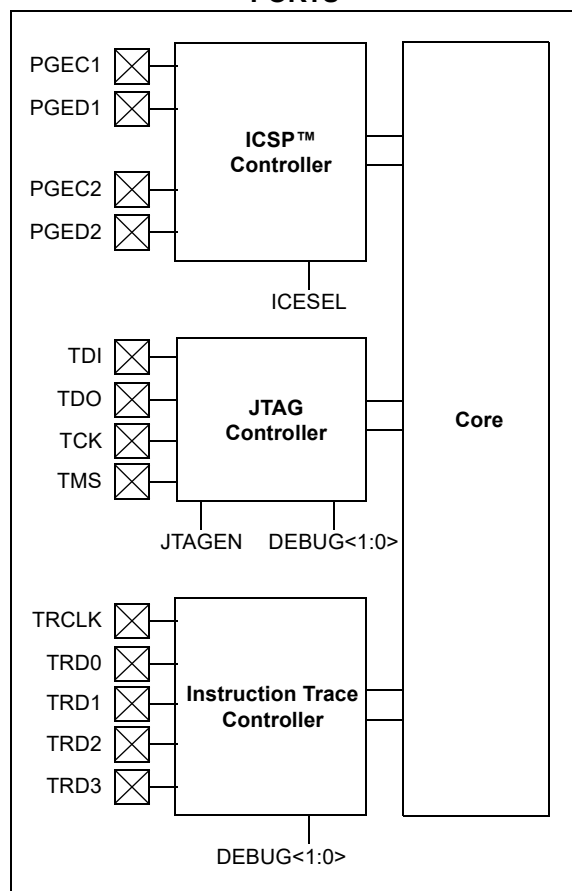 PGEC1
PGED1
ICSP™
Controller
PGEC2
PGED2
ICESEL
TDI
TDO
JTAG
Controller
Core
TCK
TMS
JTAGEN DEBUG<1:0>
TRCLK
TRD0
TRD1
Instruction Trace
Controller
TRD2
TRD3
DEBUG<1:0>